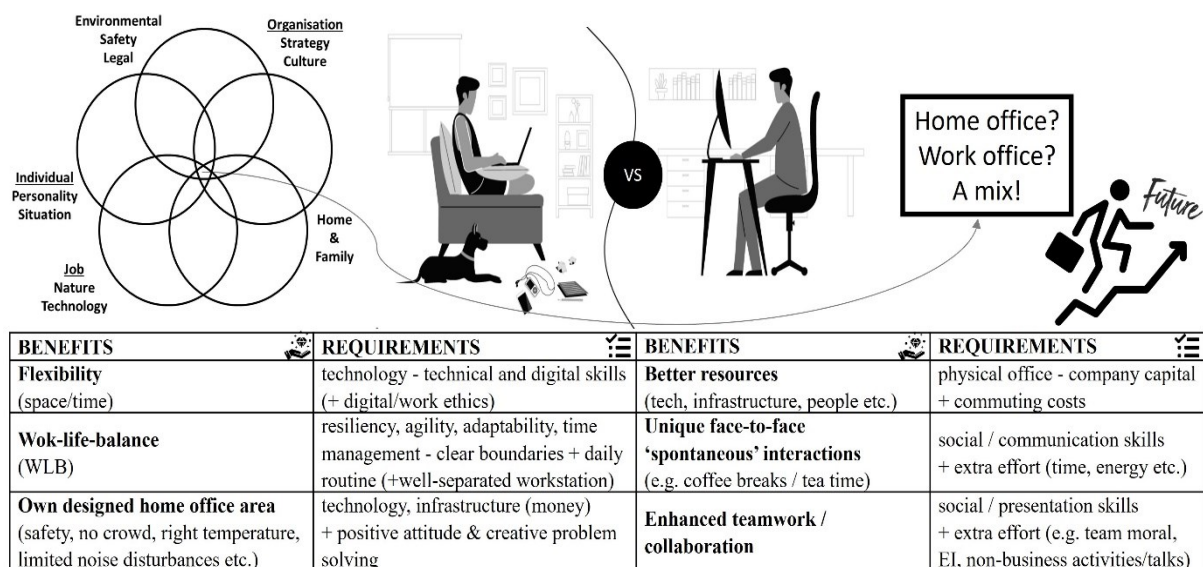 Environmental
Safety
Legal
Organisation
Strategy
Culture
Individual
Personality
Situation
Job
Nature
Technology
Home
&
Family
VS
Home office?
Work office?
A mix!
Future
BENEFITS
REQUIREMENTS
BENEFITS
REQUIREMENTS
Flexibility
(space/time)
technology - technical and digital skills
(+ digital/work ethics)
Better resources
(tech, infrastructure, people etc.)
physical office - company capital
+ commuting costs
Wok-life-balance
(WLB)
resiliency, agility, adaptability, time
management - clear boundaries + daily
routine (+well-separated workstation)
Unique face-to-face
‘spontaneous’ interactions
(e.g. coffee breaks / tea time)
social / communication skills
+ extra effort (time, energy etc.)
Own designed home office area
(safety, no crowd, right temperature,
limited noise disturbances etc.)
technology, infrastructure (money)
+ positive attitude & creative problem
solving
Enhanced teamwork /
collaboration
social / presentation skills
+ extra effort (e.g. team moral,
EI, non-business activities/talks)